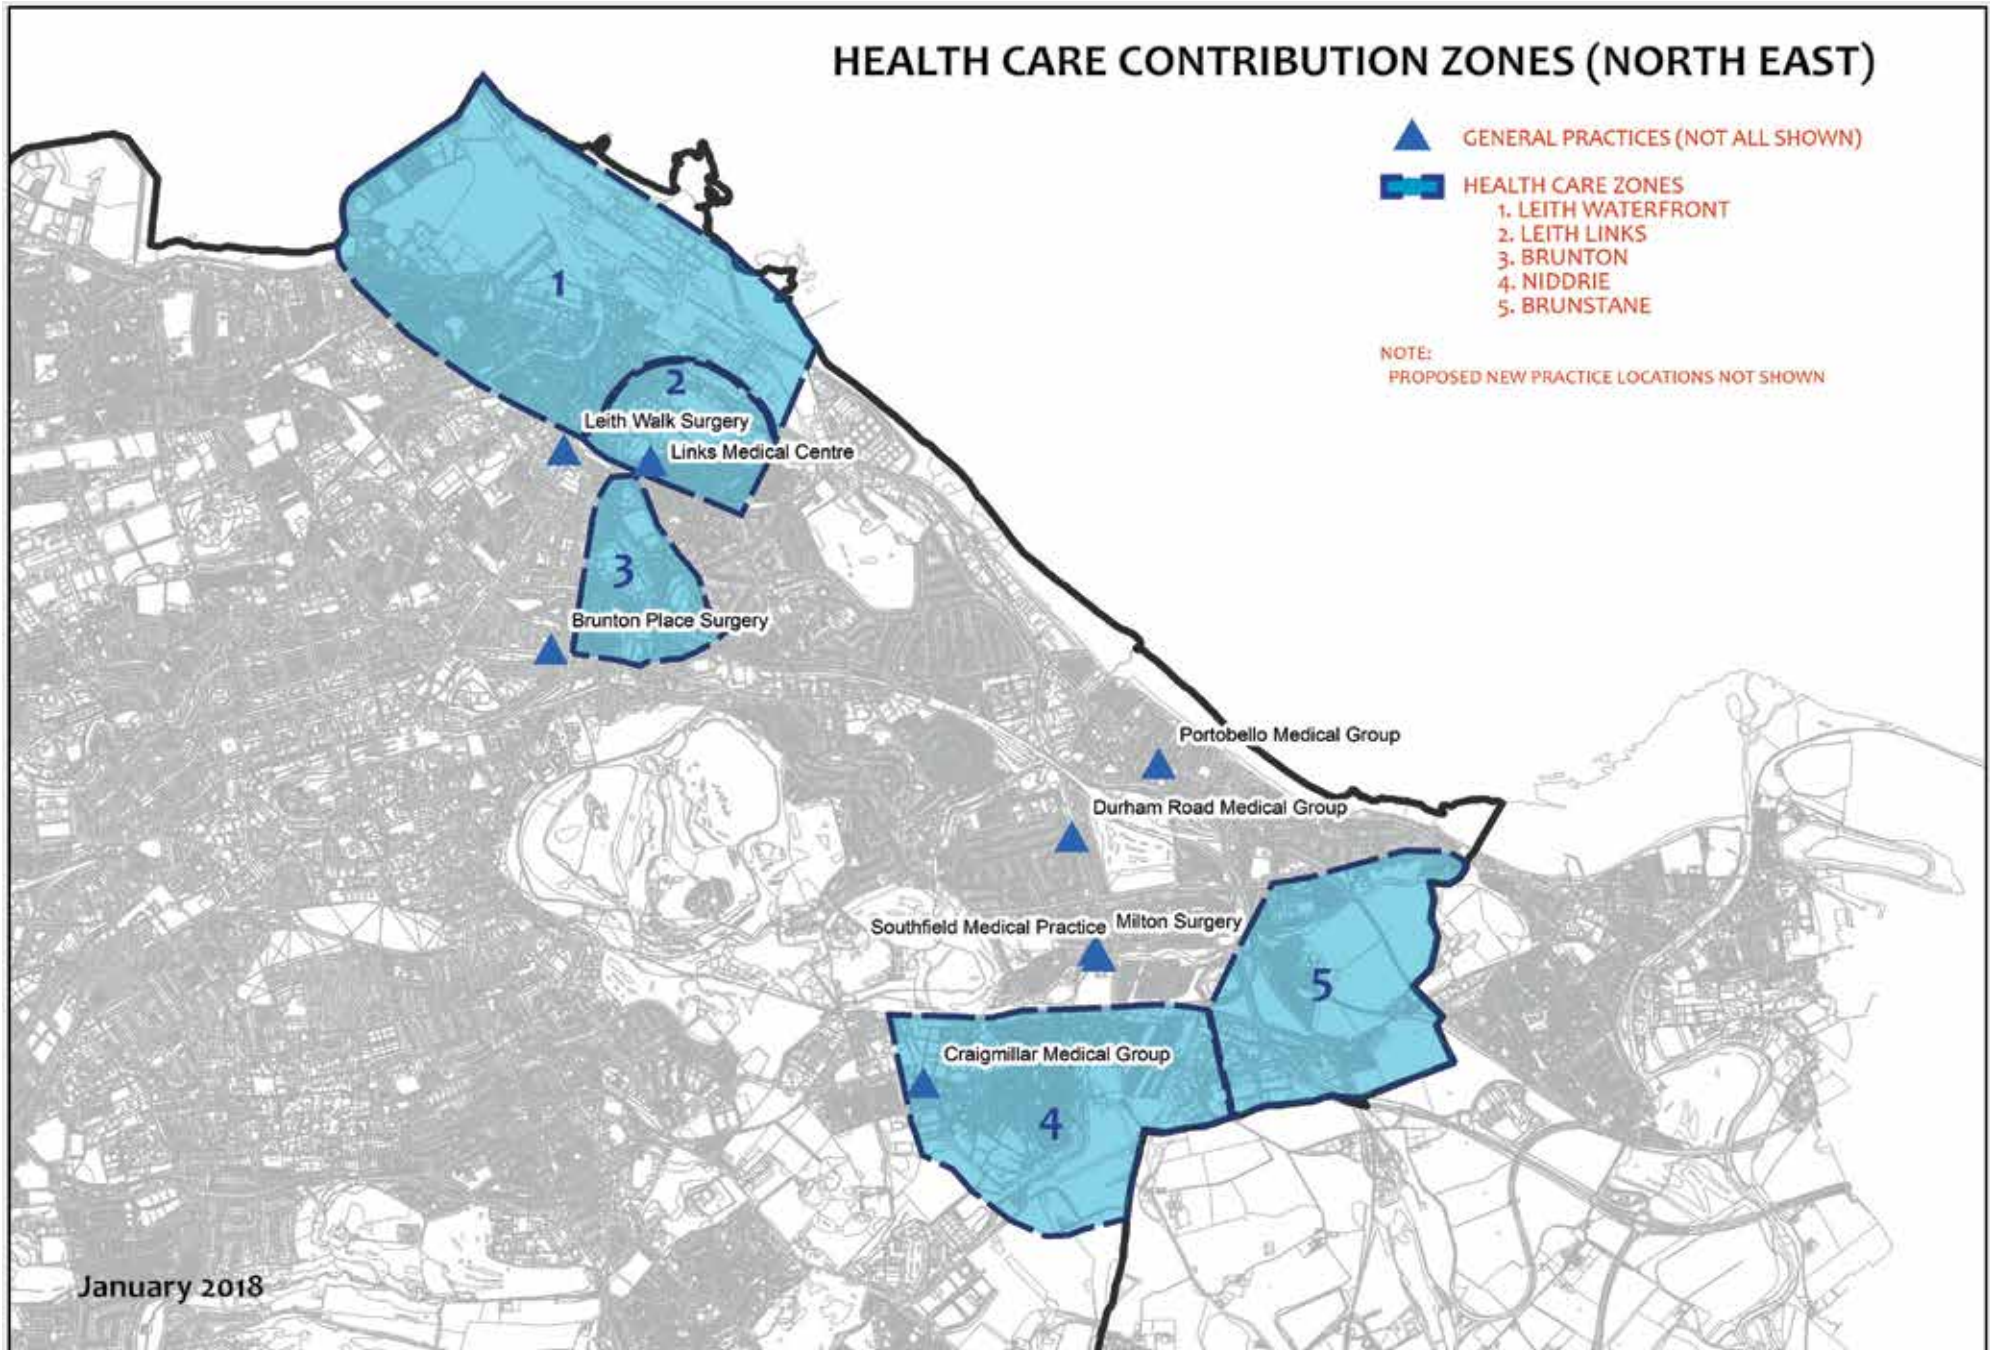 HEALTH CARE CONTRIBUTION ZONES (NORTH EAST)
GENERAL PRACTICES (NOT ALL SHOWN)
HEALTH CARE ZONES
1. LEITH WATERFRONT
2. LEITH LINKS
3. BRUNTON
4. NIDDRIE
5. BRUNSTANE
NOTE:
PROPOSED NEW PRACTICE LOCATIONS NOT SHOWN
1
2
Leith Walk Surgery
Links Medical Centre
3
Brunton Place Surgery
Portobello Medical Group
Durham Road Medical Group
Southfield Medical Practice
Milton Surgery
5
Craigmillar Medical Group
4
January 2018